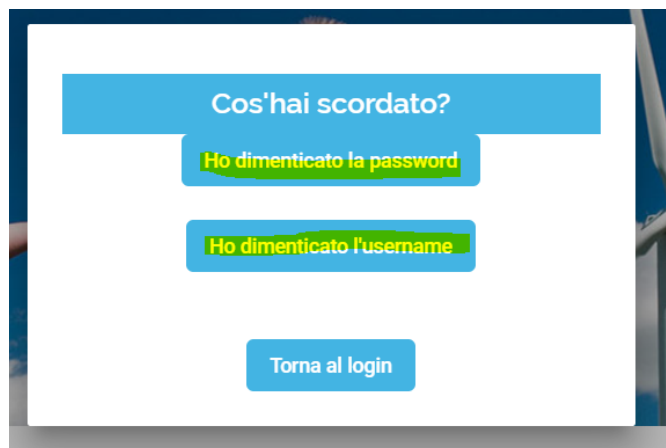 Cos'hai scordato?
Ho dimenticato la password
Ho dimenticato l'username
Torna al login